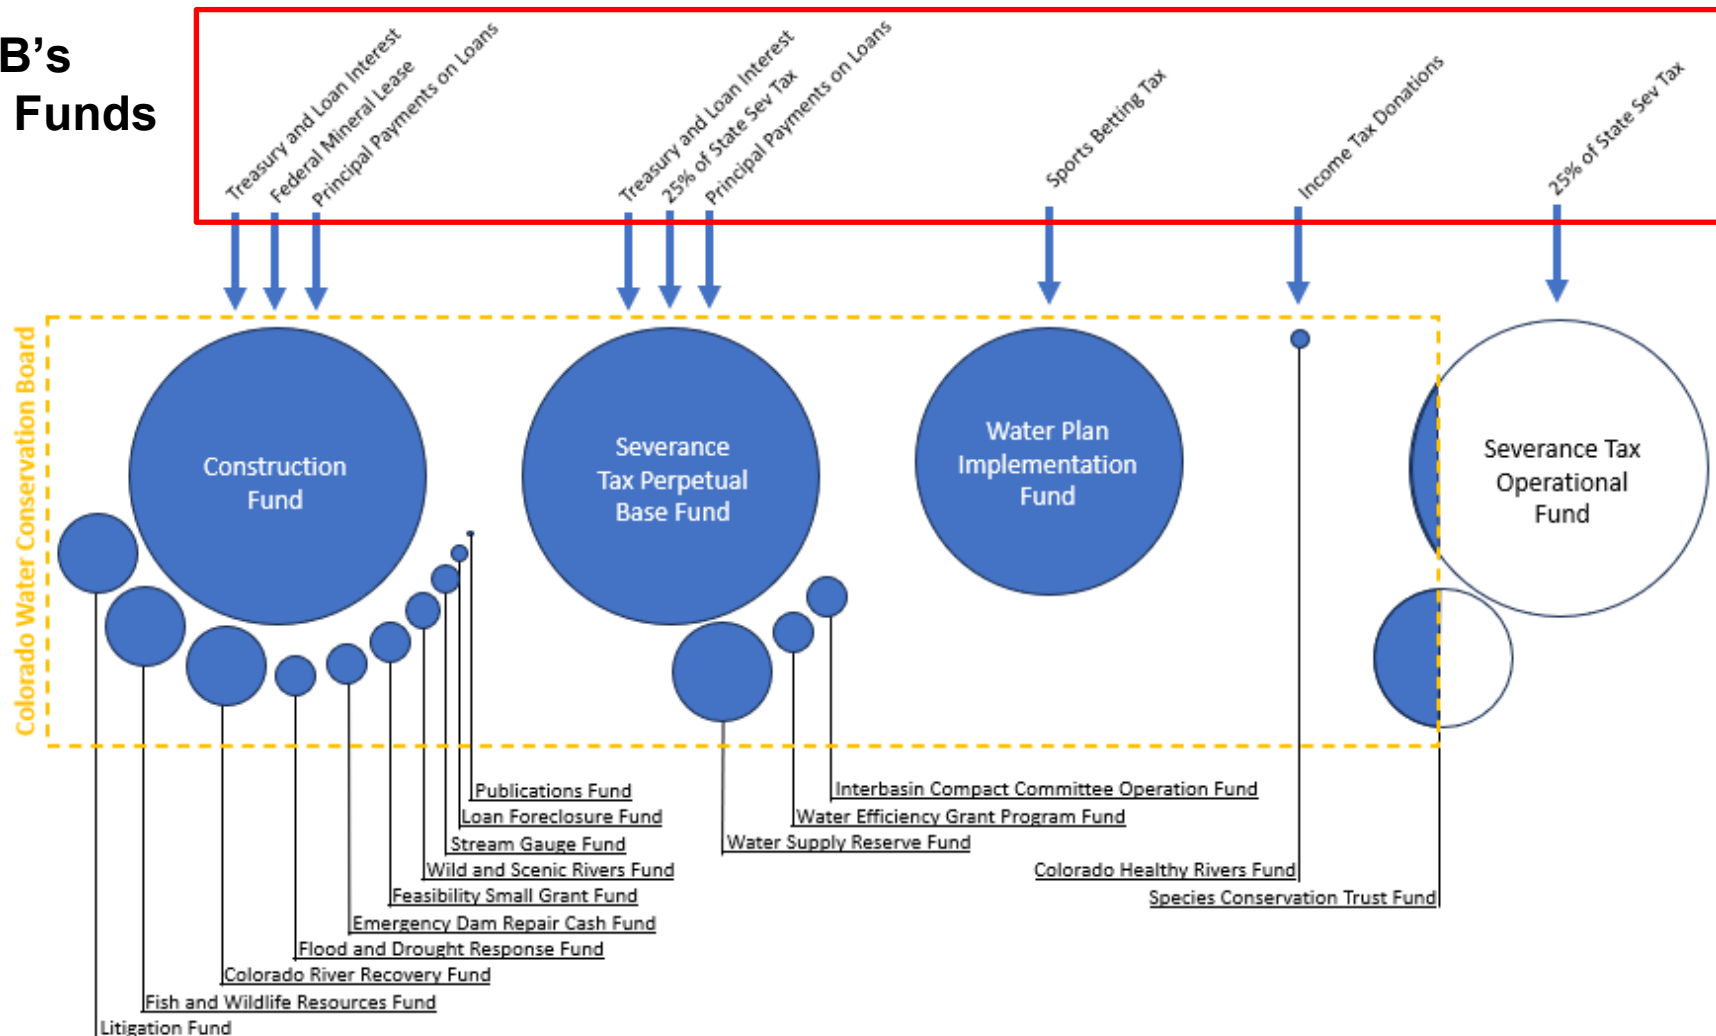 B's
Funds
Treasury and Loan Interest
Federal Mineral Lease
Principal Payments on Loans
Treasury and Loan Interest
25% of State Sev Tax
Principal Payments on Loans
Sports Betting Tax
Income Tax Donations
25% of State Sev Tax
Colorado Water Conservation Board
Construction
Fund
Severance
Tax Perpetual
Base Fund
Water Plan
Implementation
Fund
Severance Tax
Operational
Fund
Publications Fund
Loan Foreclosure Fund
Stream Gauge Fund
Wild and Scenic Rivers Fund
Feasibility Small Grant Fund
Emergency Dam Repair Cash Fund
Flood and Drought Response Fund
Colorado River Recovery Fund
Fish and Wildlife Resources Fund
Litigation Fund
Interbasin Compact Committee Operation Fund
Water Efficiency Grant Program Fund
Water Supply Reserve Fund
Colorado Healthy Rivers Fund
Species Conservation Trust Fund